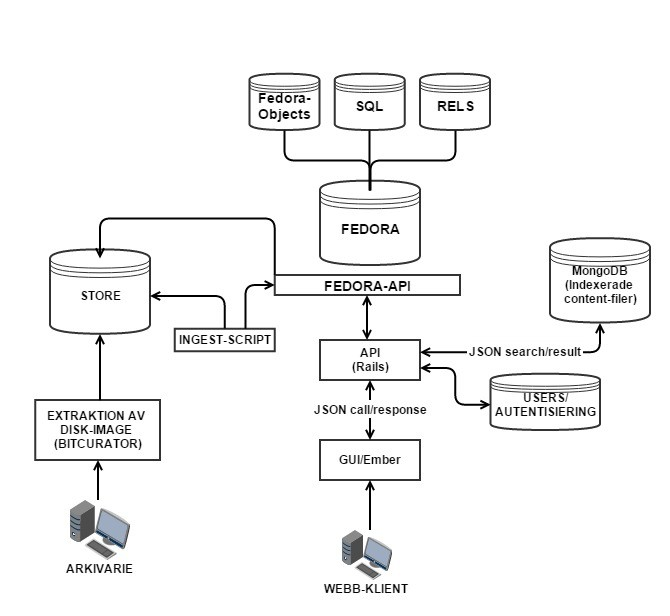 Fedora-
Objects
SQL
RELS
FEDORA
STORE
FEDORA-API
MongoDB
(Indexerade
content-filer)
INGEST-SCRIPT
API
(Rails)
JSON search/result
USERS/
AUTENTISIERING
EXTRAKTION AV
DISK-IMAGE
(BITCURATOR)
JSON call/response
GUI/Ember
ARKIVARIE
WEBB-KLIENT